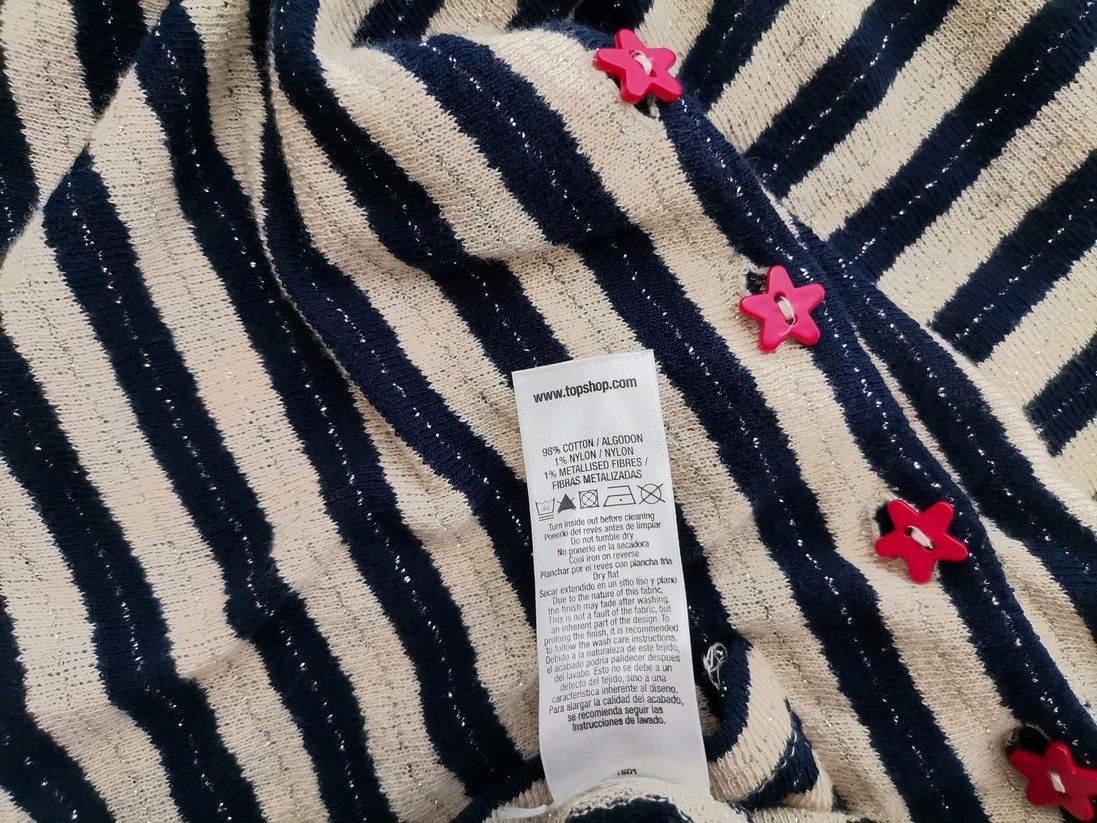 www.topshop.com
98% COTTON / ALGODON
1% NYLON / NYLON
1% METALLISED FIBRES /
FIBRAS METALIZADAS
40
Turn inside out before cleaning
Ponerlo del revés antes de limpiar
Do not tumble dry
No ponerlo en la secadora
Cool iron on reverse
Planchar por el revés con plancha fria
Dry flat
Secar extendido en un sitio liso y plano
Due to the nature of this fabric,
the finish may fade after washing.
This is not a fault of the fabric, but
an inherent part of the design. To
prolong the finish, it is recommended
to follow the wash care instructions.
Debido a la naturaleza de este tejido,
el acabado podria palidecer despues
del lavabo. Esto no se debe a un
defecto del tejido, sino a una
caracteristica inherente al diseno.
Para alargar la calidad del acabado,
se recomienda seguir las
Instrucciones de lavado.